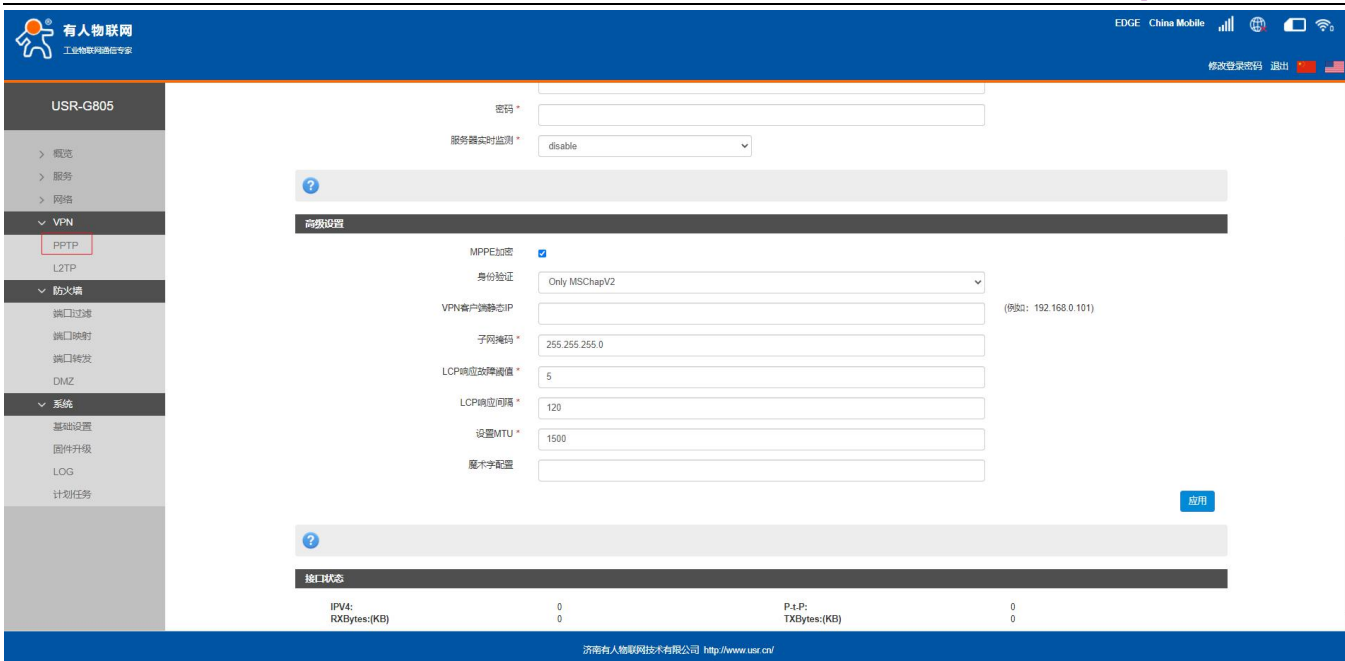 有人物联网
工业物联网通信专家
EDGE China Mobile
修改登录密码 退出
USR-G805
密码 *
服务器实时监测 * disable
概览
服务
网络
VPN
PPTP
L2TP
防火墙
端口过滤
端口映射
端口转发
DMZ
系统
基础设置
固件升级
LOG
计划任务
高级设置
MPPE加密
身份验证 Only MSChapV2
VPN客户端静态IP (例如：192.168.0.101)
子网掩码 * 255.255.255.0
LCP响应故障阈值 * 5
LCP响应间隔 * 120
设置MTU * 1500
魔术字配置
应用
接口状态
IPV4: 0 P-t-P: 0
RXBytes:(KB) 0 TXBytes:(KB) 0
济南有人物联网技术有限公司 http://www.usr.cn/